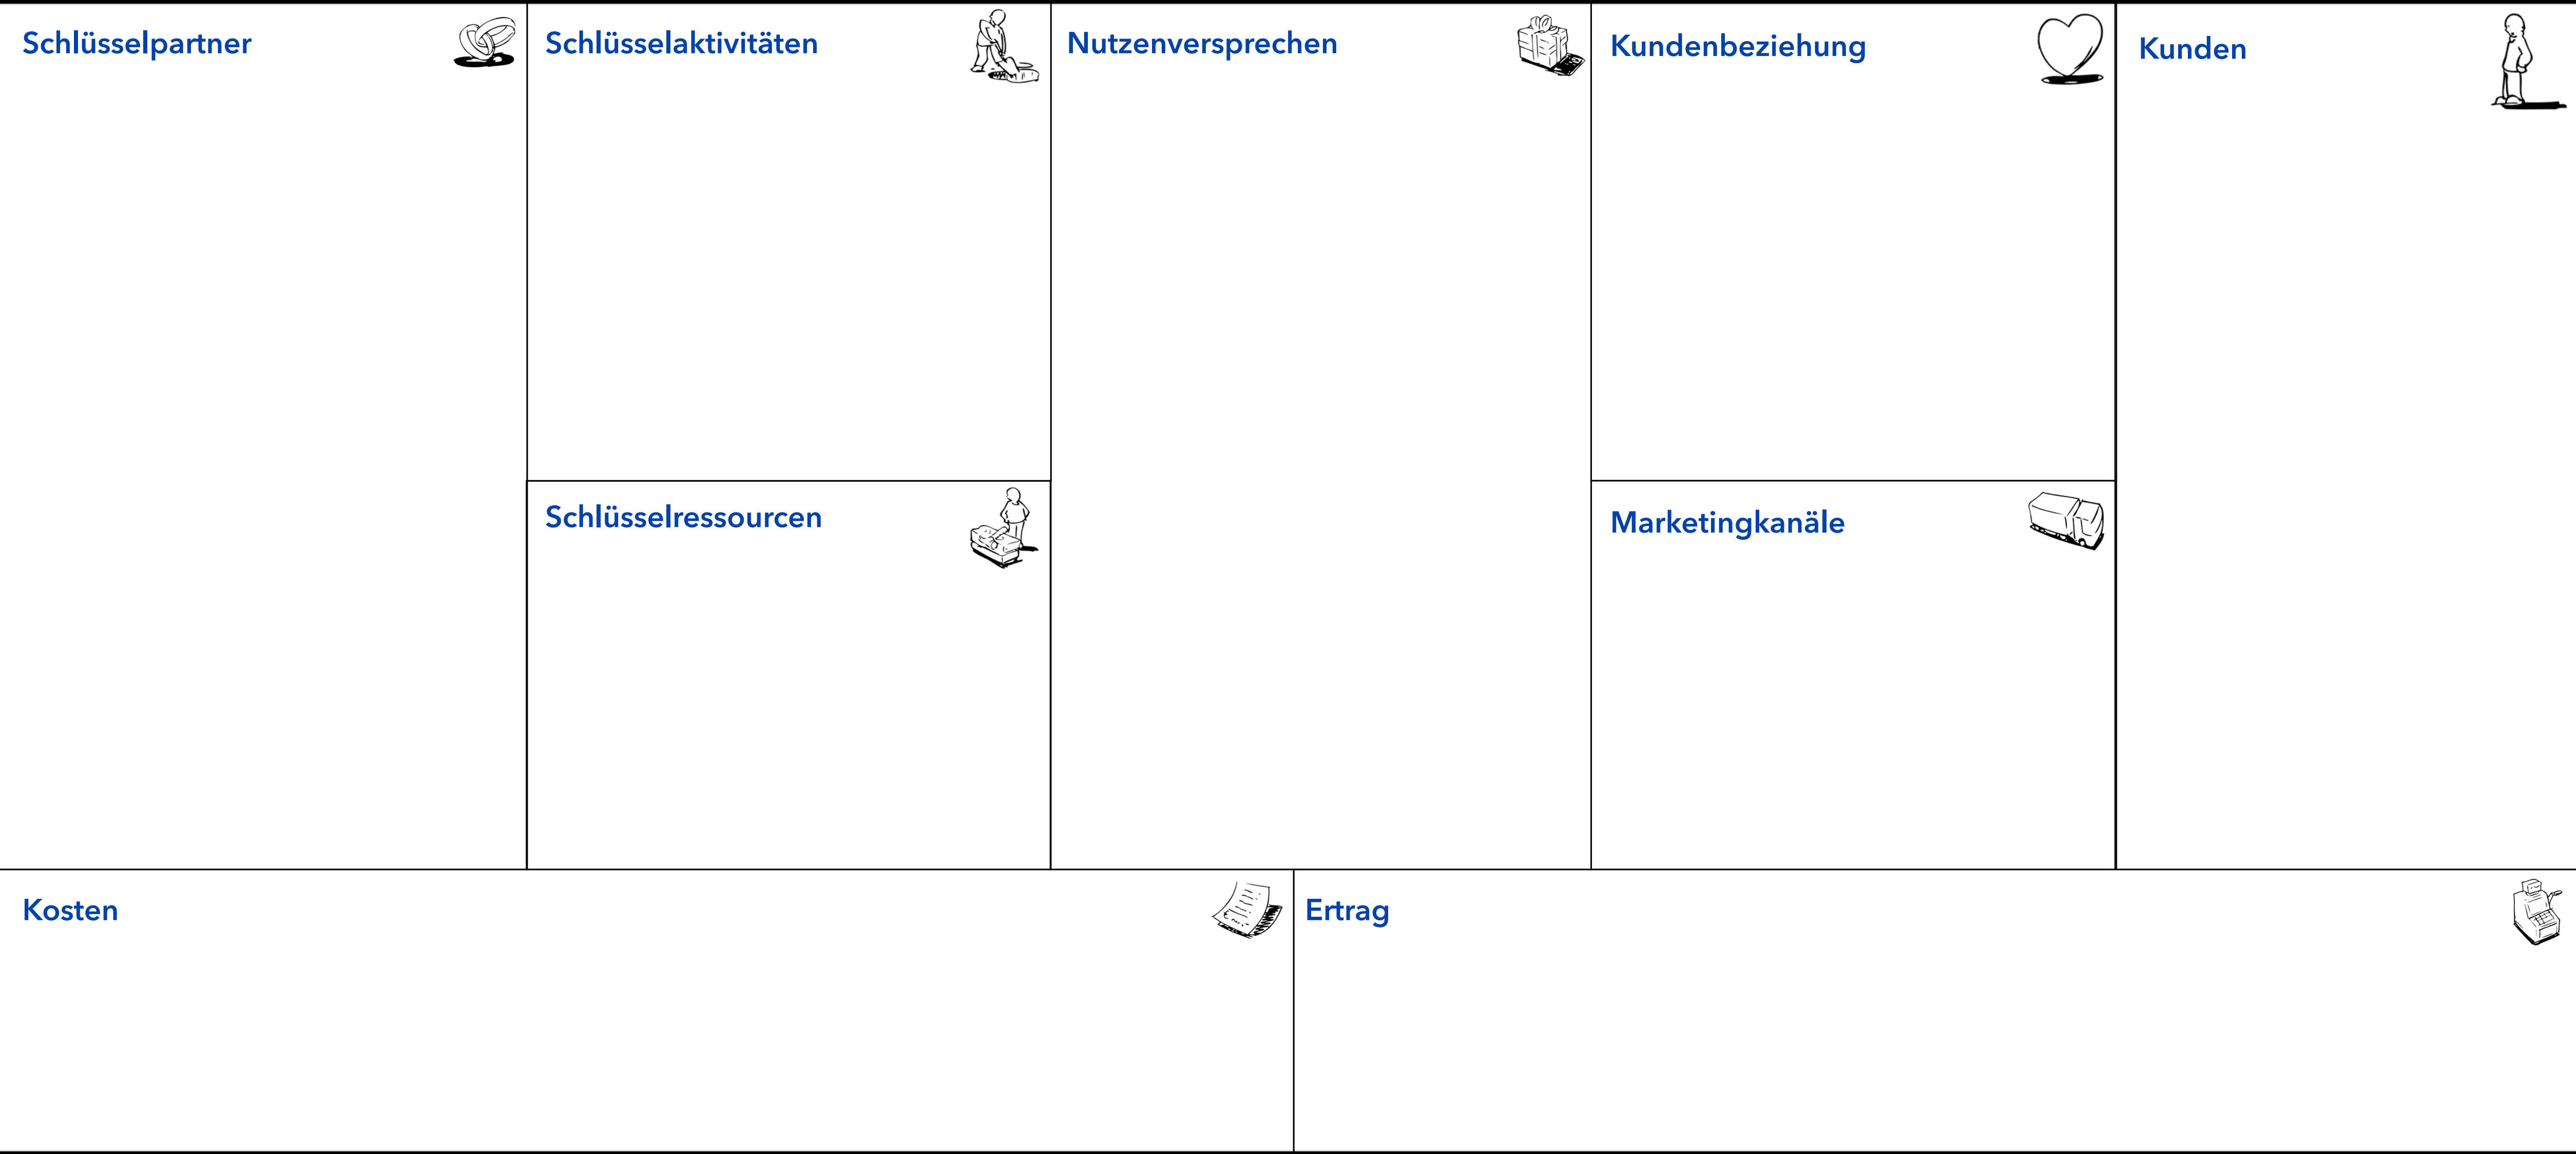 Schlüsselpartner
Schlüsselaktivitäten
Nutzenversprechen
Kundenbeziehung
Kunden
Schlüsselressourcen
Marketingkanäle
Kosten
Ertrag